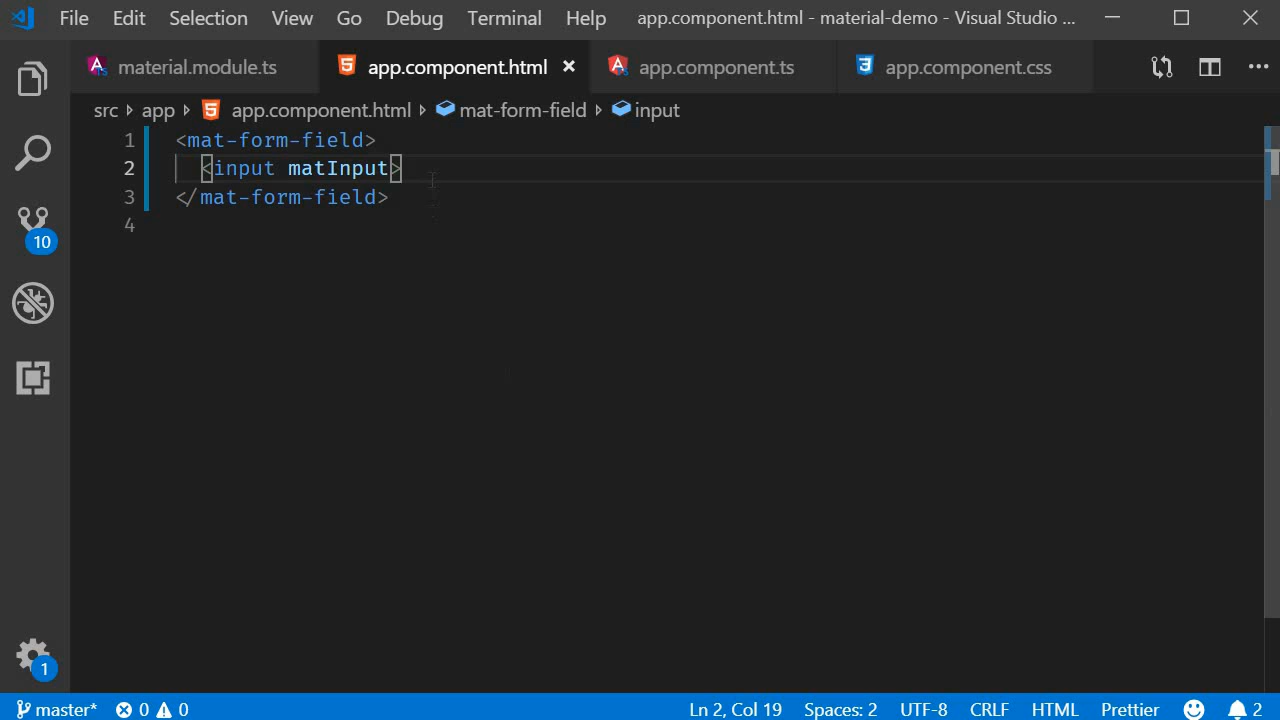 File Edit Selection View Go Debug Terminal Help app.component.html - material-demo - Visual Studio ...
material.module.ts app.component.html app.component.ts app.component.css
src app app.component.html mat-form-field input
1 <mat-form-field>
2 <input matInput>
3 </mat-form-field>
4
10
1
master* 0 0 Ln 2, Col 19 Spaces: 2 UTF-8 CRLF HTML Prettier 2